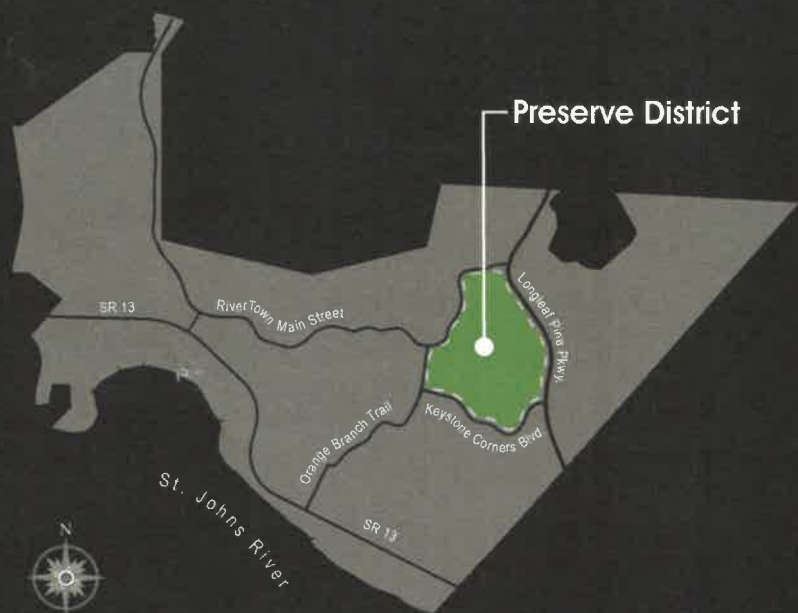 Preserve District
Longleaf Pine Pkwy.
SR 13
RiverTown Main Street
Orange Branch Trail
Keystone Corners Blvd
St. Johns River
SR 13
N